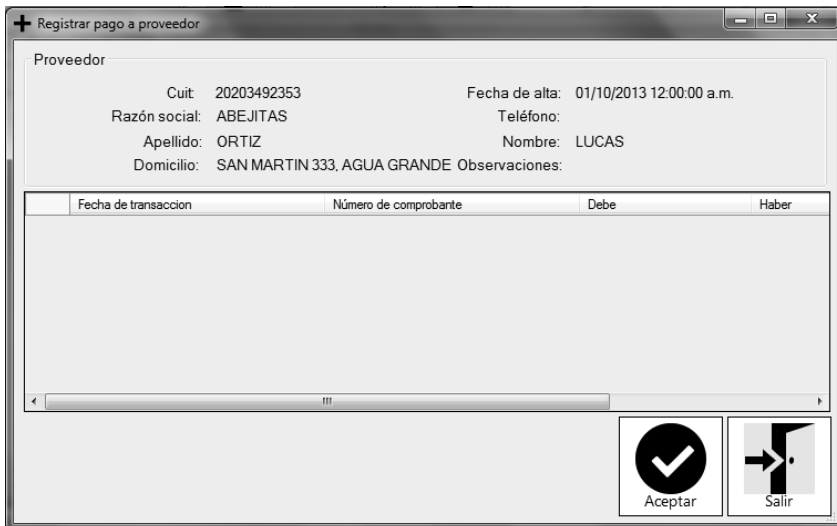 Registrar pago a proveedor
Proveedor
Cuit: 20203492353 Fecha de alta: 01/10/2013 12:00:00 a.m.
Razón social: ABEJITAS Teléfono:
Apellido: ORTIZ Nombre: LUCAS
Domicilio: SAN MARTIN 333, AGUA GRANDE Observaciones:
Fecha de transaccion Número de comprobante Debe Haber
Aceptar Salir